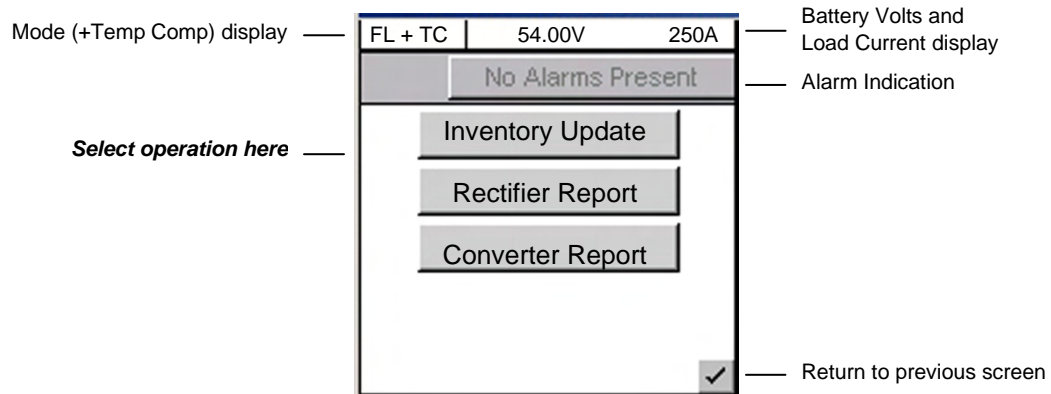 Mode (+Temp Comp) display
FL + TC 54.00V 250A
Battery Volts and
Load Current display
No Alarms Present
Alarm Indication
Select operation here
Inventory Update
Rectifier Report
Converter Report
✓
Return to previous screen